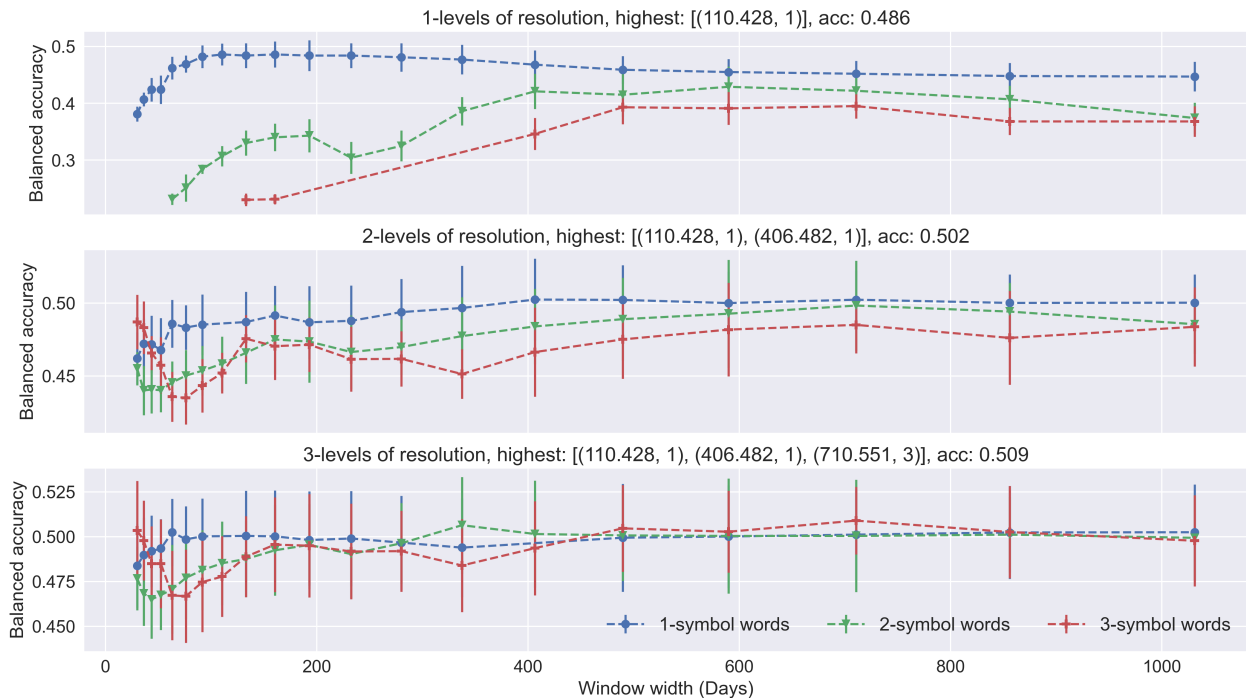 1-levels of resolution, highest: [(110.428, 1)], acc: 0.486
Balanced accuracy
0.5
0.4
0.3
2-levels of resolution, highest: [(110.428, 1), (406.482, 1)], acc: 0.502
Balanced accuracy
0.50
0.45
3-levels of resolution, highest: [(110.428, 1), (406.482, 1), (710.551, 3)], acc: 0.509
Balanced accuracy
0.525
0.500
0.475
0.450
1-symbol words 2-symbol words 3-symbol words
0 200 400 600 800 1000
Window width (Days)